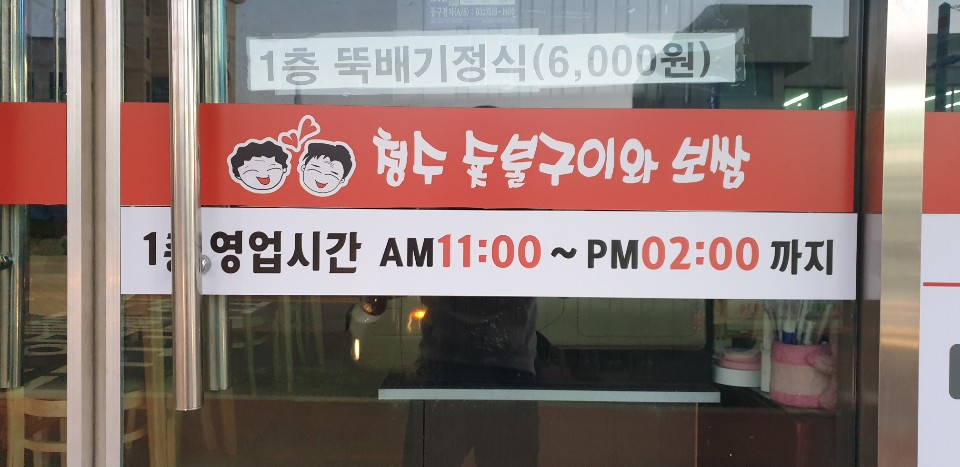 1층 뚝배기정식(6,000원)
청수 숯불구이와 보쌈
1층 영업시간 AM11:00 ~ PM02:00 까지